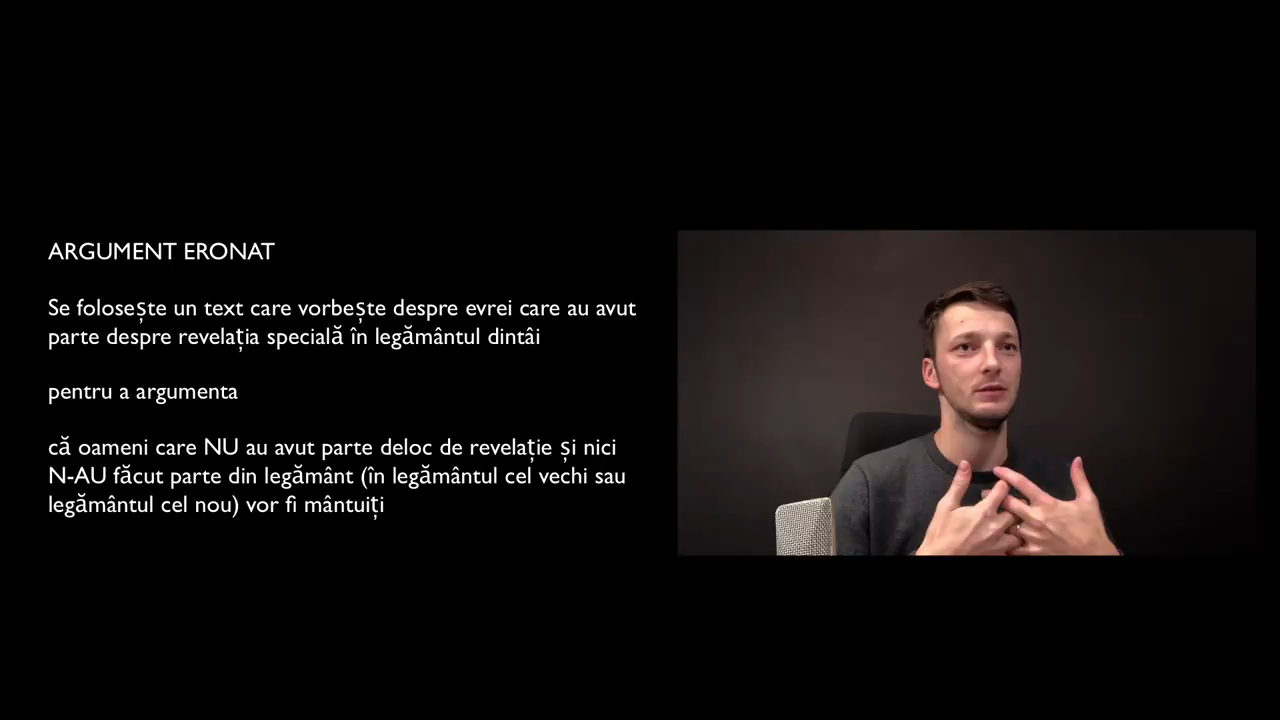 ARGUMENT ERONAT
Se folosește un text care vorbește despre evrei care au avut
parte despre revelația specială în legământul dintâi
pentru a argumenta
că oameni care NU au avut parte deloc de revelație și nici
N-AU făcut parte din legământ (în legământul cel vechi sau
legământul cel nou) vor fi mântuiți